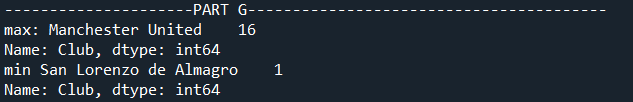 ---------------------PART G---------------------------------------
max: Manchester United    16
Name: Club, dtype: int64
min San Lorenzo de Almagro    1
Name: Club, dtype: int64